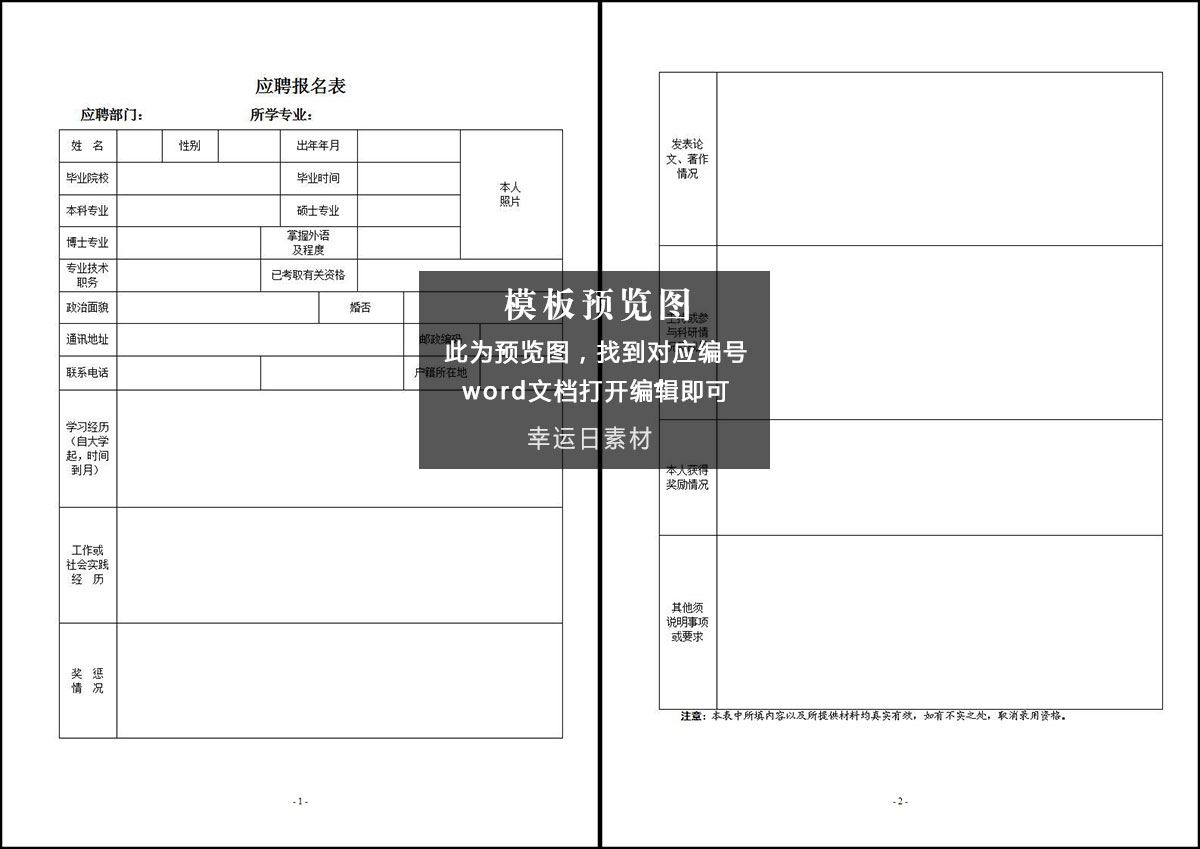 应聘报名表
应聘部门： 所学专业：
姓 名 性别 出年年月
本人
照片
毕业院校 毕业时间
本科专业 硕士专业
博士专业 掌握外语
及程度
专业技术
职务
已考取有关资格
政治面貌 婚否
通讯地址 邮政编码
联系电话 户籍所在地
学习经历
（自大学
起，时间
到月）
工作或
社会实践
经 历
奖 惩
情 况
- 1 -
模板预览图
此为预览图，找到对应编号
word文档打开编辑即可
幸运日素材
发表论
文、著作
情况
与科研情
本人获得
奖励情况
其他须
说明事项
或要求
注意：本表中所填内容以及所提供材料均真实有效，如有不实之处，取消录用资格。
- 2 -